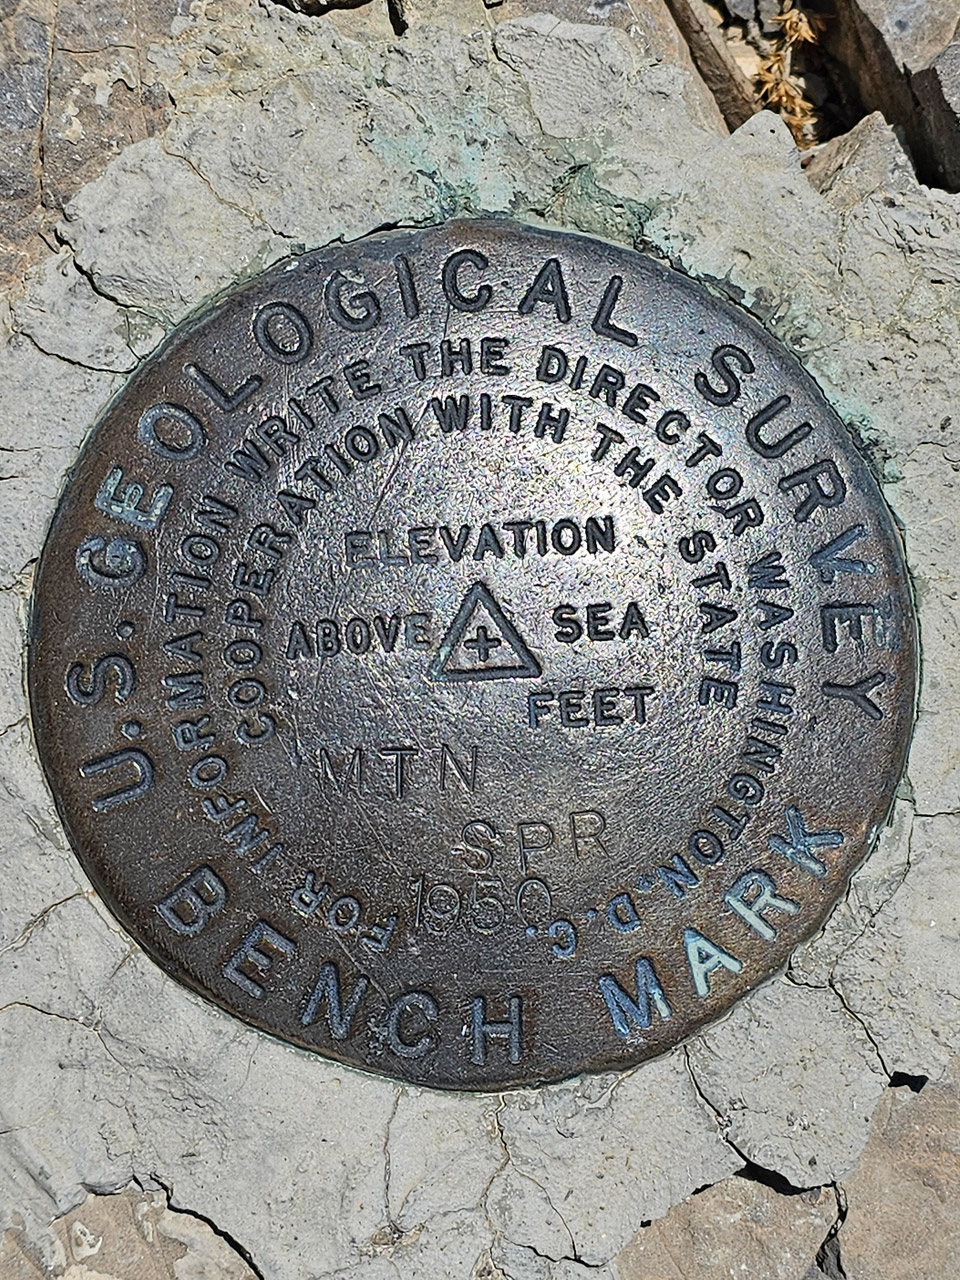 U.S. GEOLOGICAL SURVEY
BENCH MARK
FOR INFORMATION WRITE THE DIRECTOR WASHINGTON, D.C.
COOPERATION WITH THE STATE
ELEVATION
ABOVE SEA
FEET
MTN
SPR
1950